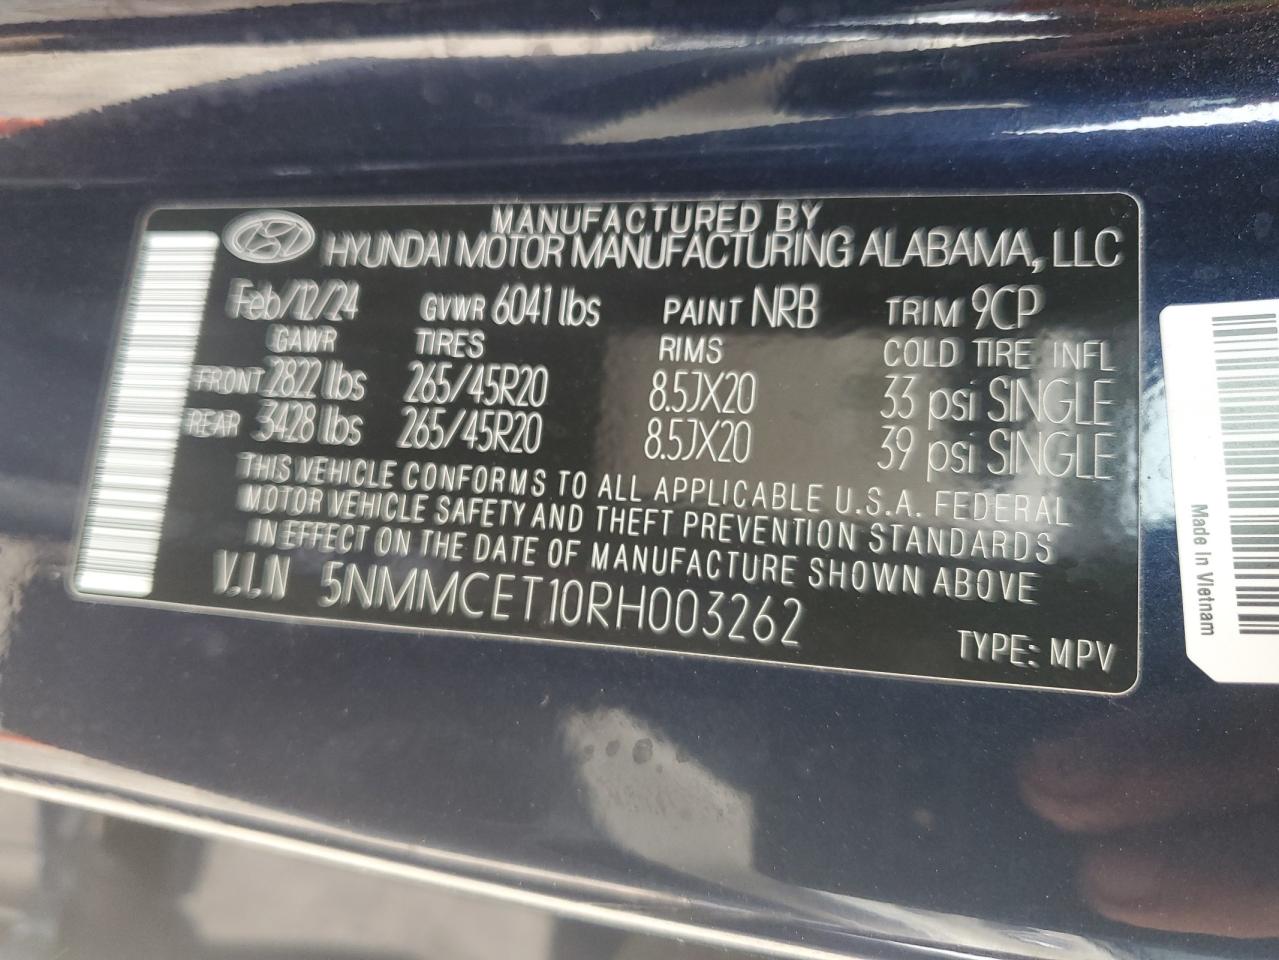 MANUFACTURED BY
HYUNDAI MOTOR MANUFACTURING ALABAMA, LLC
Feb/12/24 GVWR 6041 lbs PAINT NRB TRIM 9CP
GAWR TIRES RIMS COLD TIRE INFL
FRONT 2822 lbs 265/45R20 8.5JX20 33 psi SINGLE
REAR 3428 lbs 265/45R20 8.5JX20 39 psi SINGLE
THIS VEHICLE CONFORMS TO ALL APPLICABLE U.S.A. FEDERAL
MOTOR VEHICLE SAFETY AND THEFT PREVENTION STANDARDS
IN EFFECT ON THE DATE OF MANUFACTURE SHOWN ABOVE
V.I.N 5NMMCET10RH003262
TYPE: MPV
Made In Vietnam